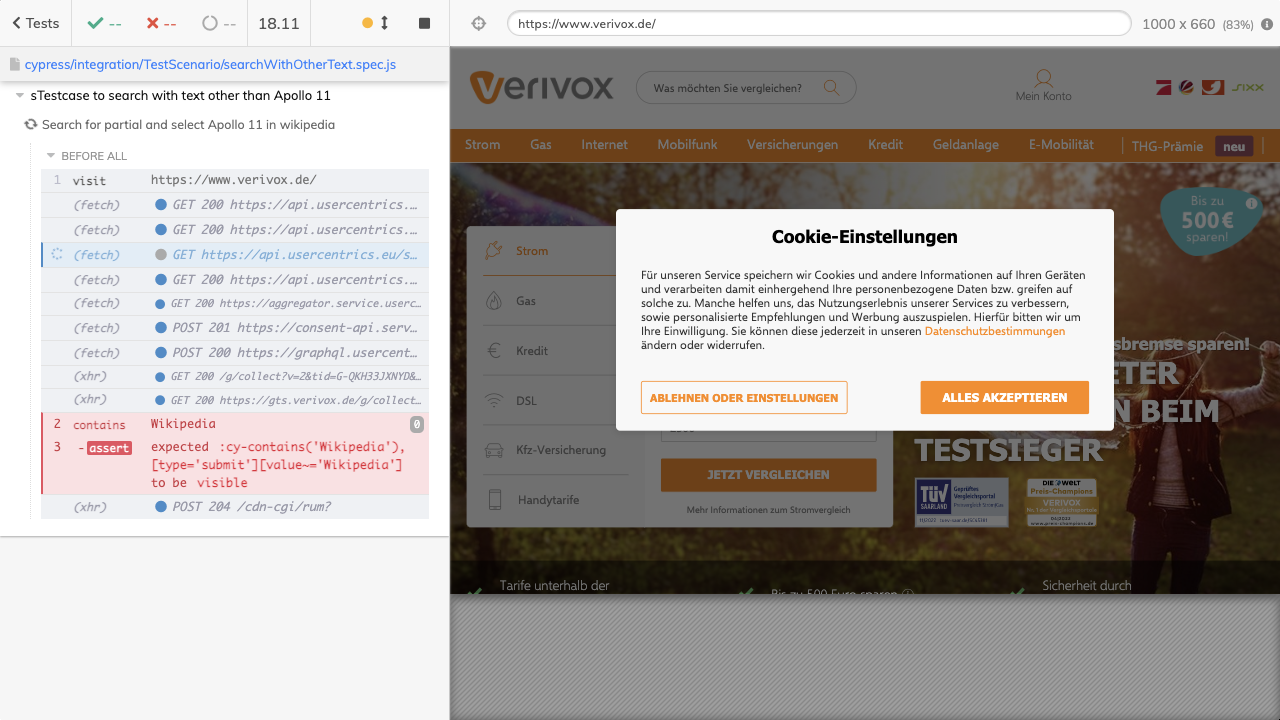 Tests
--
--
--
18.11
https://www.verivox.de/
1000 x 660 (83%)
cypress/integration/TestScenario/searchWithOtherText.spec.js
sTestcase to search with text other than Apollo 11
Search for partial and select Apollo 11 in wikipedia
BEFORE ALL
1 visit https://www.verivox.de/
(fetch) GET 200 https://api.usercentrics.…
(fetch) GET 200 https://api.usercentrics.…
(fetch) GET https://api.usercentrics.eu/s…
(fetch) GET 200 https://api.usercentrics.…
(fetch) GET 200 https://aggregator.service.userc…
(fetch) POST 201 https://consent-api.serv…
(fetch) POST 200 https://graphql.usercent…
(xhr) GET 200 /g/collect?v=2&tid=G-QKH33JXNYD&…
(xhr) GET 200 https://gts.verivox.de/g/collect…
2 contains Wikipedia 0
3 -assert expected :cy-contains('Wikipedia'),
[type='submit'][value~='Wikipedia']
to be visible
(xhr) POST 204 /cdn-cgi/rum?
Verivox
Was möchten Sie vergleichen?
Mein Konto
sixx
Strom Gas Internet Mobilfunk Versicherungen Kredit Geldanlage E-Mobilität THG-Prämie neu
Bis zu
500€
sparen!
Strom
Gas
Kredit
DSL
Kfz-Versicherung
Handytarife
Cookie-Einstellungen
Für unseren Service speichern wir Cookies und andere Informationen auf Ihren Geräten
und verarbeiten damit einhergehend Ihre personenbezogene Daten bzw. greifen auf
solche zu. Manche helfen uns, das Nutzungserlebnis unserer Services zu verbessern,
sowie personalisierte Empfehlungen und Werbung auszuspielen. Hierfür bitten wir um
Ihre Einwilligung. Sie können diese jederzeit in unseren Datenschutzbestimmungen
ändern oder widerrufen.
ABLEHNEN ODER EINSTELLUNGEN
ALLES AKZEPTIEREN
sbremse sparen!
ETER
N BEIM
TESTSIEGER
JETZT VERGLEICHEN
Mehr Informationen zum Stromvergleich
TÜV
SAARLAND
Geprüftes
Vergleichsportal
DIE WELT
Preis-Champions
VERIVOX
Tarife unterhalb der
Bis zu 500 Euro sparen
Sicherheit durch